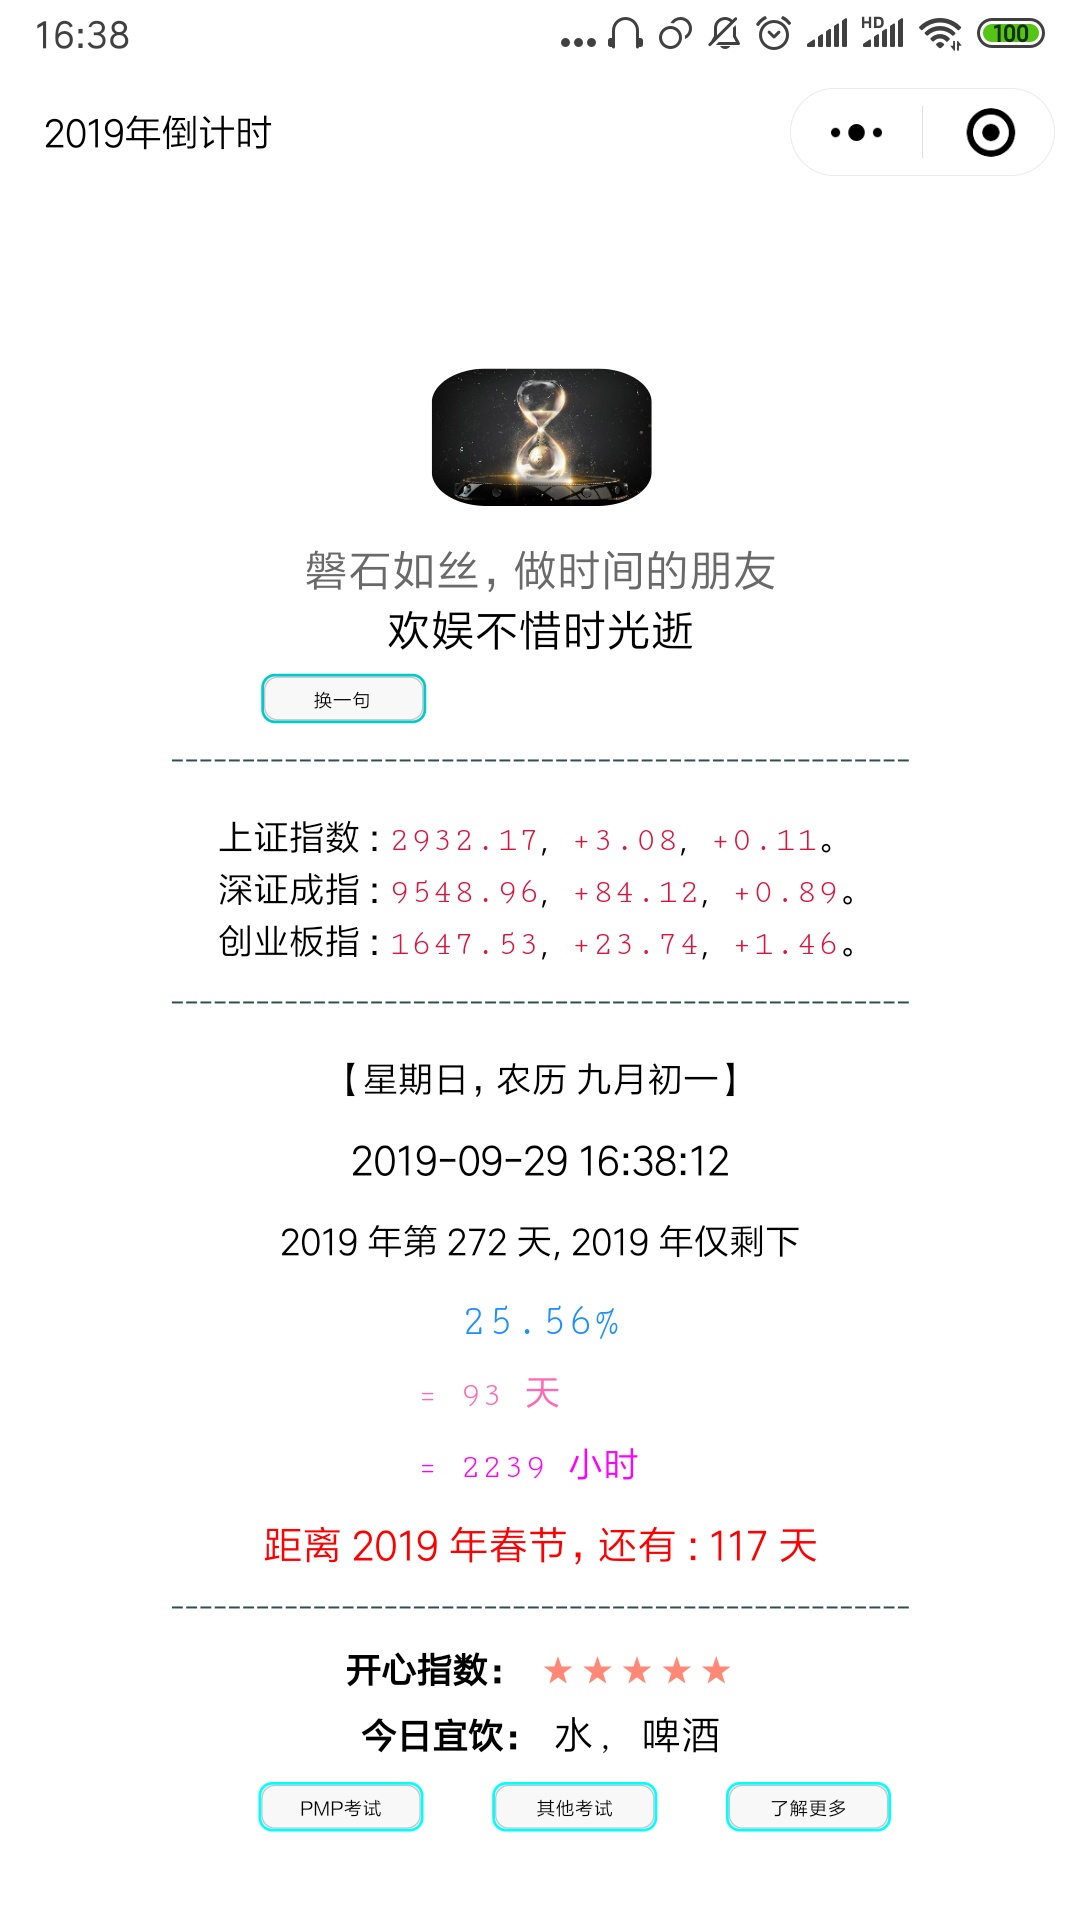 16:38
HD
100
2019年倒计时
磐石如丝，做时间的朋友
欢娱不惜时光逝
换一句
----------------------------------------------------
上证指数：2932.17, +3.08, +0.11。
深证成指：9548.96, +84.12, +0.89。
创业板指：1647.53, +23.74, +1.46。
----------------------------------------------------
【星期日，农历 九月初一】
2019-09-29 16:38:12
2019 年第 272 天, 2019 年仅剩下
25.56%
= 93 天
= 2239 小时
距离 2019 年春节，还有：117 天
----------------------------------------------------
开心指数： ★★★★★
今日宜饮： 水， 啤酒
PMP考试 其他考试 了解更多